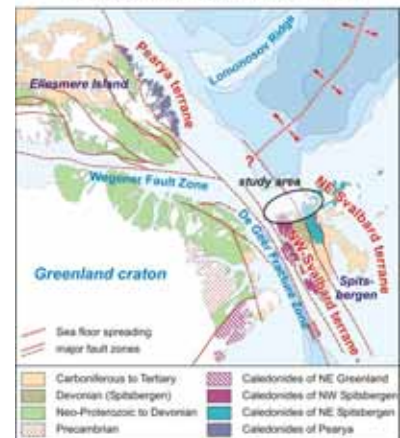 Lomonosov Ridge
Pearya terrane
Ellesmere Island
?
Wegener Fault Zone
study area
NE Svalbard terrane
De Geer Fracture Zone
NW Svalbard terrane
Greenland craton
Spits-
bergen
Sea floor spreading
major fault zones
Carboniferous to Tertiary
Devonian (Spitsbergen)
Neo-Proterozoic to Devonian
Precambrian
Caledonides of NE Greenland
Caledonides of NW Spitsbergen
Caledonides of NE Spitsbergen
Caledonides of Pearya